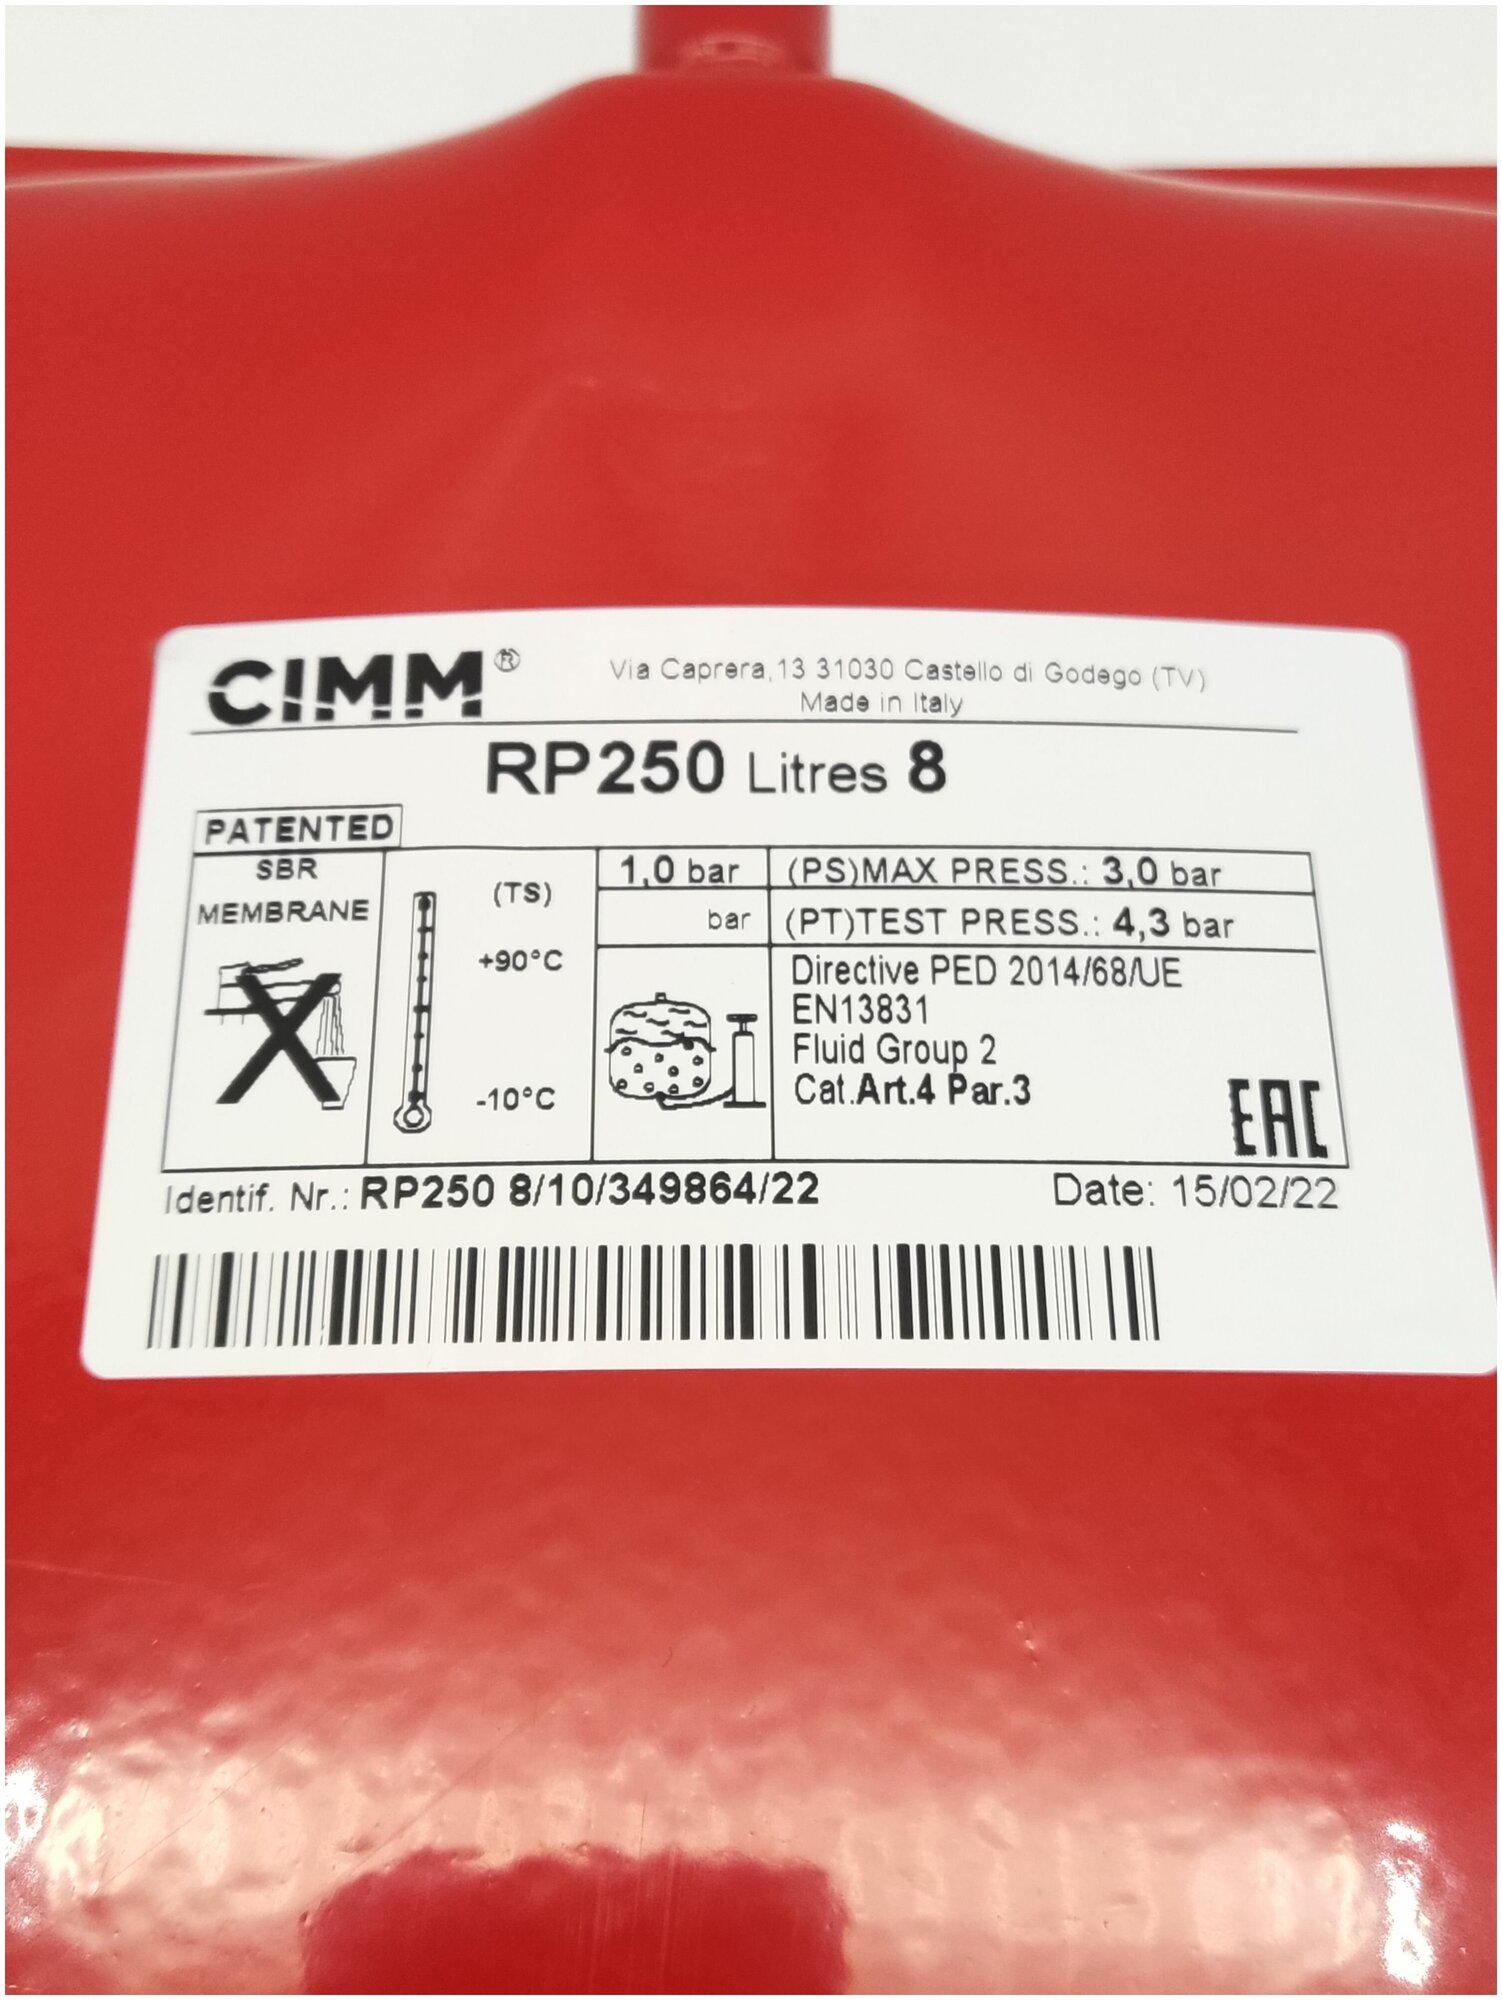 CIMM®
Via Caprera,13 31030 Castello di Godego (TV)
Made in Italy
RP250 Litres 8
PATENTED
SBR
MEMBRANE
(TS)
+90°C
-10°C
1,0 bar
bar
(PS)MAX PRESS.: 3,0 bar
(PT)TEST PRESS.: 4,3 bar
Directive PED 2014/68/UE
EN13831
Fluid Group 2
Cat.Art.4 Par.3
EAC
Identif. Nr.: RP250 8/10/349864/22
Date: 15/02/22